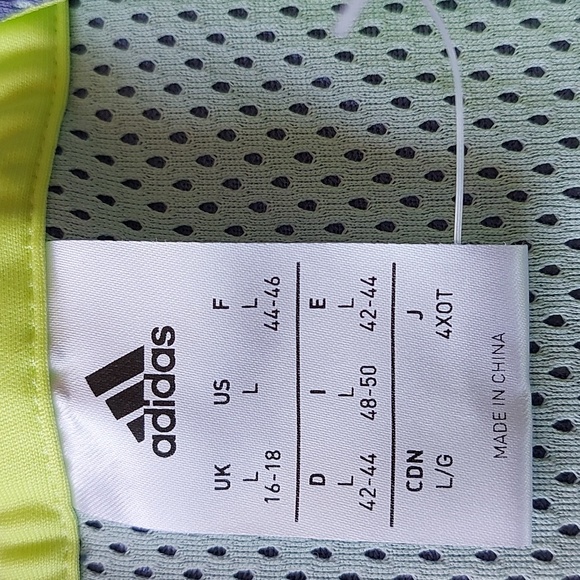 adidas
UK US F
L L L
16-18 44-46
D I E
L L L
42-44 48-50 42-44
CDN J
L/G 4XOT
MADE IN CHINA